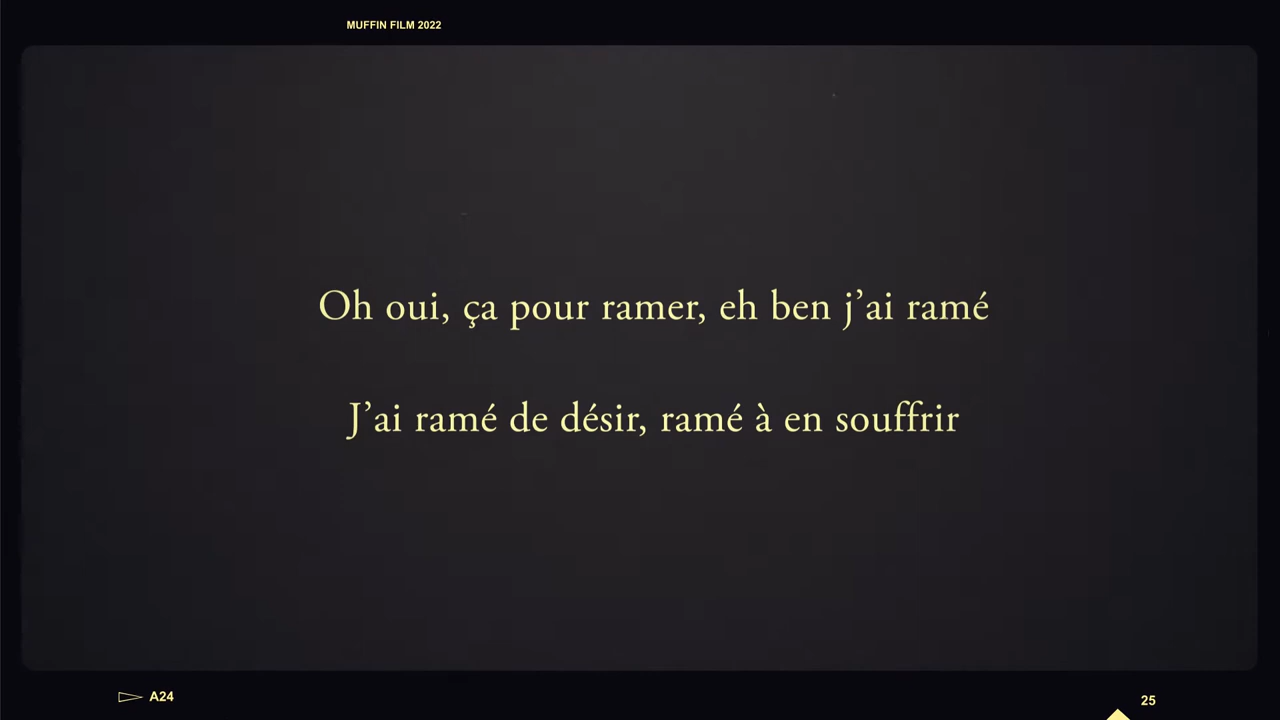 MUFFIN FILM 2022
Oh oui, ça pour ramer, eh ben j’ai ramé
J’ai ramé de désir, ramé à en souffrir
A24
25